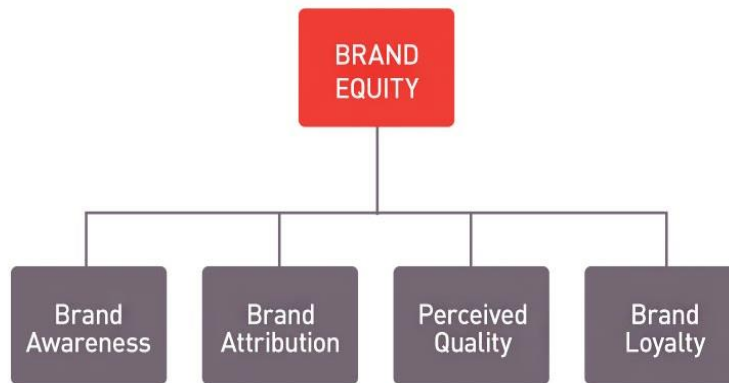 BRAND
EQUITY
Brand
Awareness
Brand
Attribution
Perceived
Quality
Brand
Loyalty